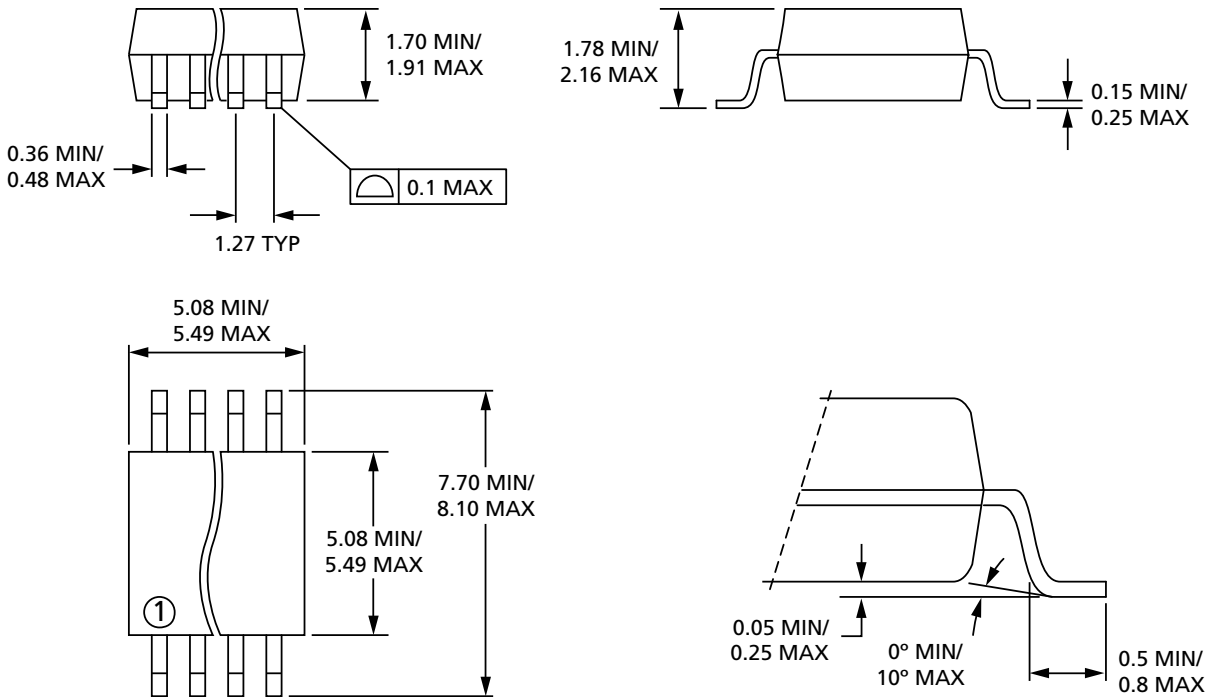 1.70 MIN/
1.91 MAX
1.78 MIN/
2.16 MAX
0.15 MIN/
0.25 MAX
0.36 MIN/
0.48 MAX
0.1 MAX
1.27 TYP
5.08 MIN/
5.49 MAX
7.70 MIN/
8.10 MAX
5.08 MIN/
5.49 MAX
1
0.05 MIN/
0.25 MAX
0º MIN/
10º MAX
0.5 MIN/
0.8 MAX